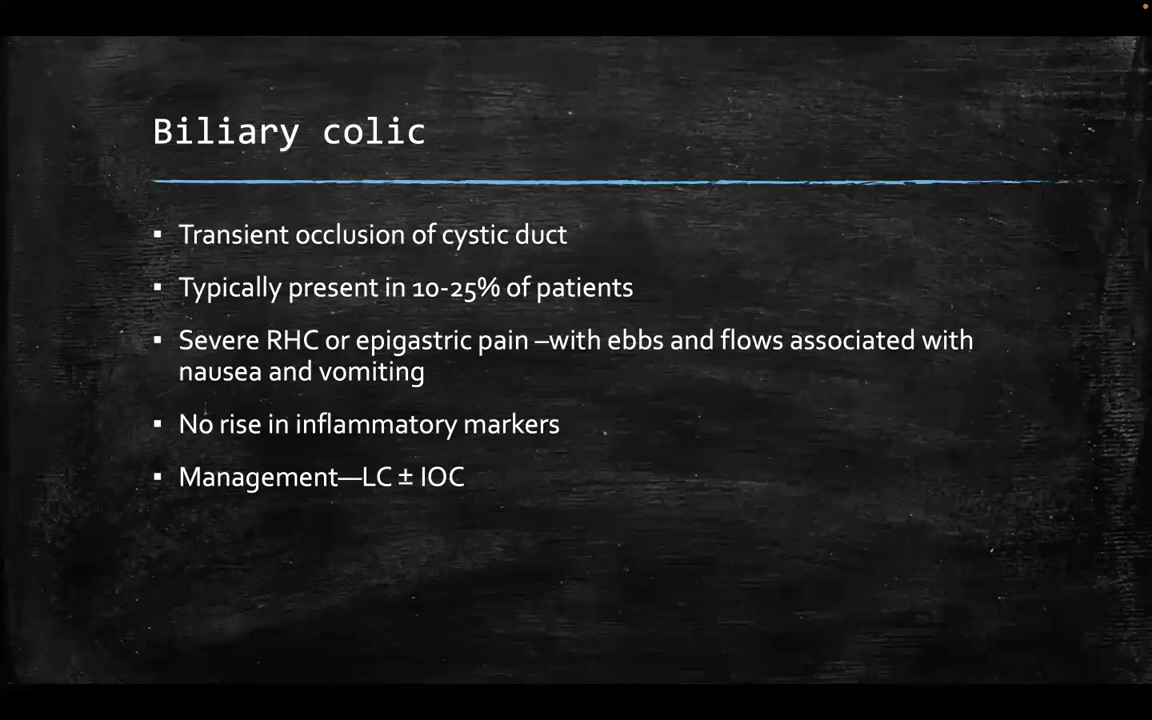 Biliary colic
▪ Transient occlusion of cystic duct
▪ Typically present in 10-25% of patients
▪ Severe RHC or epigastric pain –with ebbs and flows associated with
nausea and vomiting
▪ No rise in inflammatory markers
▪ Management—LC ± IOC